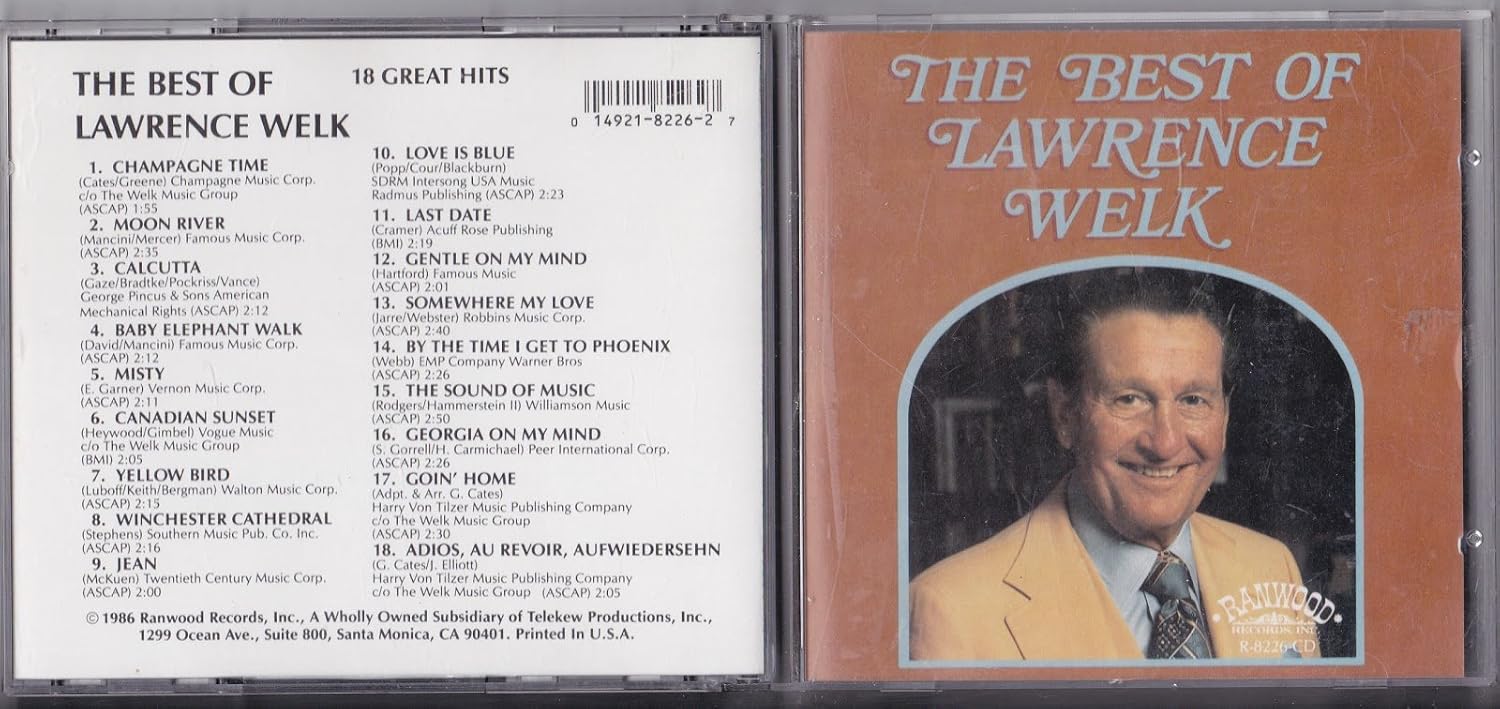 THE BEST OF
LAWRENCE WELK
18 GREAT HITS
0 14921-8226-2 7
1. CHAMPAGNE TIME
(Cates/Greene) Champagne Music Corp.
c/o The Welk Music Group
(ASCAP) 1:55
2. MOON RIVER
(Mancini/Mercer) Famous Music Corp.
(ASCAP) 2:35
3. CALCUTTA
(Gaze/Bradtke/Pockriss/Vance)
George Pincus & Sons American
Mechanical Rights (ASCAP) 2:12
4. BABY ELEPHANT WALK
(David/Mancini) Famous Music Corp.
(ASCAP) 2:12
5. MISTY
(E. Garner) Vernon Music Corp.
(ASCAP) 2:11
6. CANADIAN SUNSET
(Heywood/Gimbel) Vogue Music
c/o The Welk Music Group
(BMI) 2:05
7. YELLOW BIRD
(Luboff/Keith/Bergman) Walton Music Corp.
(ASCAP) 2:15
8. WINCHESTER CATHEDRAL
(Stephens) Southern Music Pub. Co. Inc.
(ASCAP) 2:16
9. JEAN
(McKuen) Twentieth Century Music Corp.
(ASCAP) 2:00
10. LOVE IS BLUE
(Popp/Cour/Blackburn)
SDRM Intersong USA Music
Radmus Publishing (ASCAP) 2:23
11. LAST DATE
(Cramer) Acuff Rose Publishing
(BMI) 2:19
12. GENTLE ON MY MIND
(Hartford) Famous Music
(ASCAP) 2:01
13. SOMEWHERE MY LOVE
(Jarre/Webster) Robbins Music Corp.
(ASCAP) 2:40
14. BY THE TIME I GET TO PHOENIX
(Webb) EMP Company Warner Bros
(ASCAP) 2:26
15. THE SOUND OF MUSIC
(Rodgers/Hammerstein II) Williamson Music
(ASCAP) 2:50
16. GEORGIA ON MY MIND
(S. Gorrell/H. Carmichael) Peer International Corp.
(ASCAP) 2:26
17. GOIN' HOME
(Adpt. & Arr. G. Cates)
Harry Von Tilzer Music Publishing Company
c/o The Welk Music Group
(ASCAP) 2:30
18. ADIOS, AU REVOIR, AUFWIEDERSEHN
(G. Cates/J. Elliott)
Harry Von Tilzer Music Publishing Company
c/o The Welk Music Group (ASCAP) 2:05
© 1986 Ranwood Records, Inc., A Wholly Owned Subsidiary of Telekew Productions, Inc.,
1299 Ocean Ave., Suite 800, Santa Monica, CA 90401. Printed In U.S.A.
THE BEST OF
LAWRENCE
WELK
RANWOOD
RECORDS, INC.
R-8226-CD